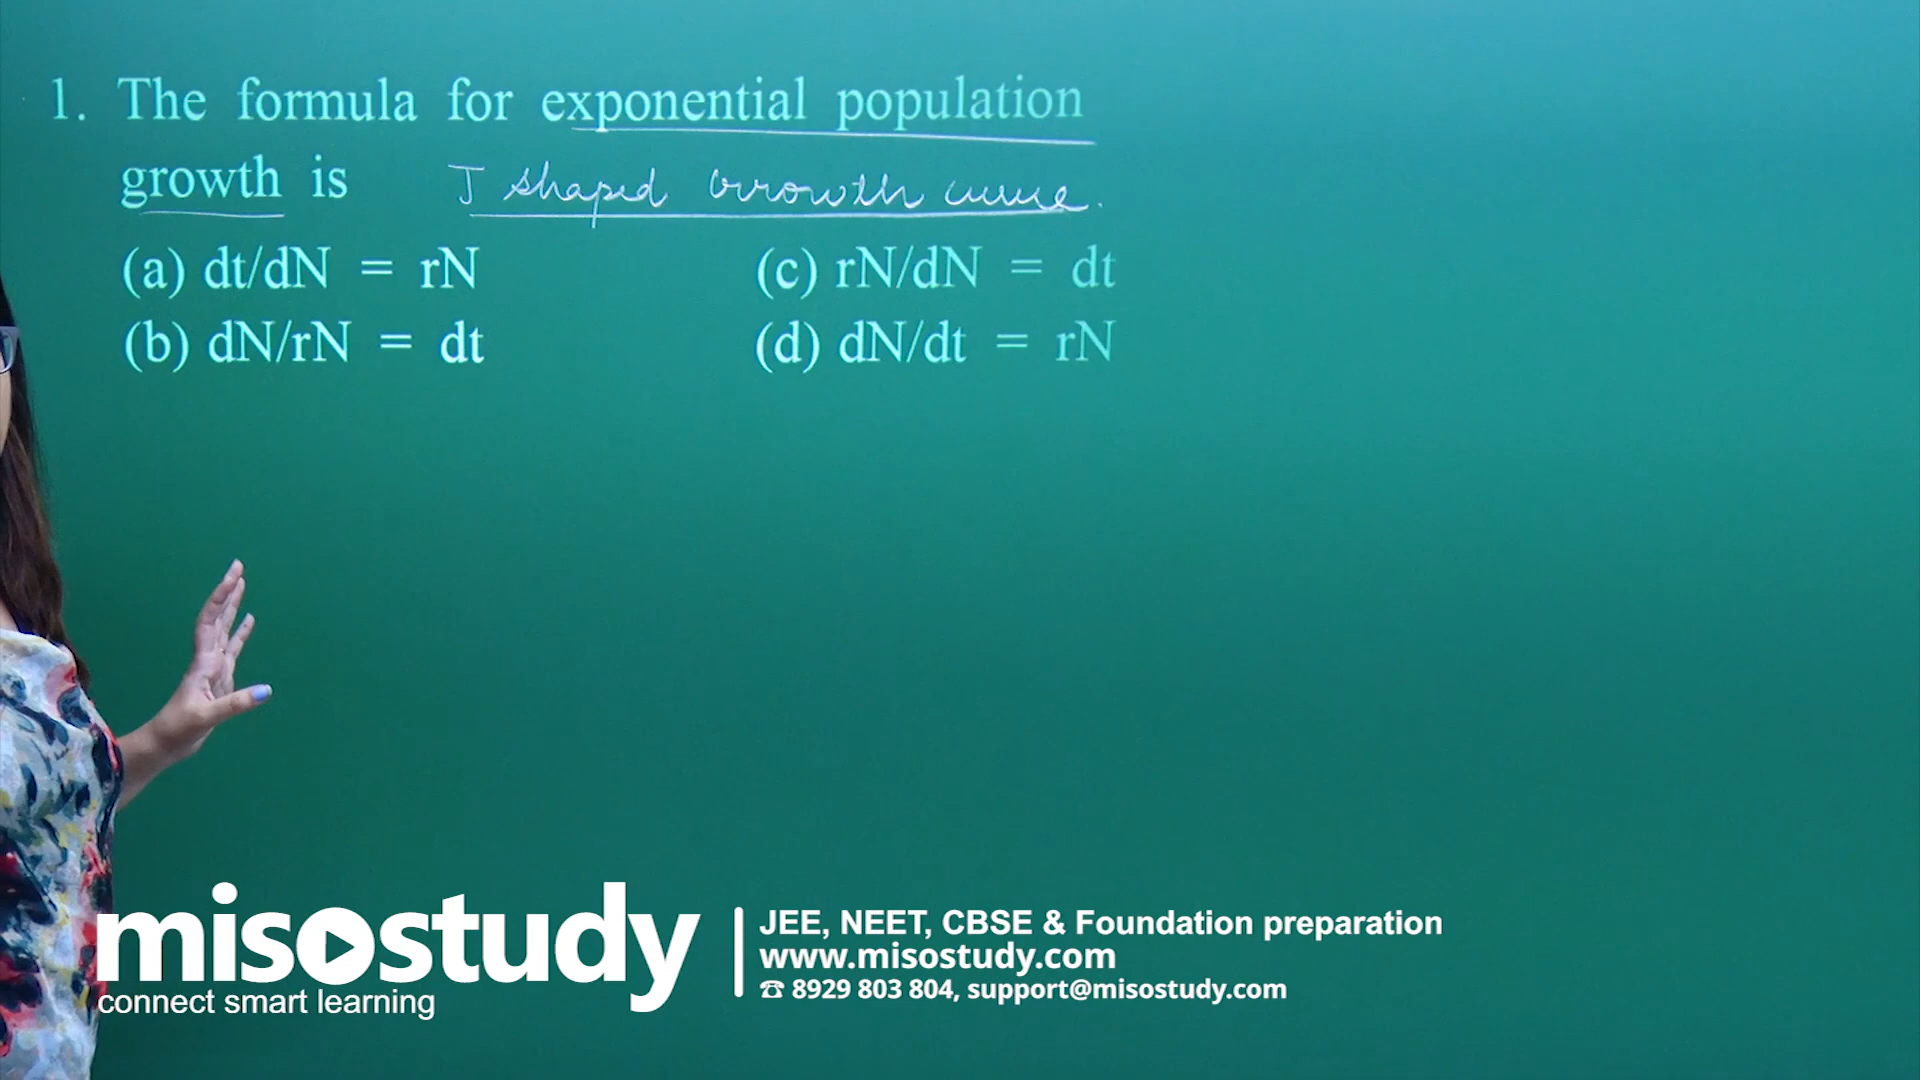 1. The formula for exponential population
growth is J shaped Growth curve.
(a) dt/dN = rN (c) rN/dN = dt
(b) dN/rN = dt (d) dN/dt = rN
misostudy
connect smart learning
JEE, NEET, CBSE & Foundation preparation
www.misostudy.com
☎ 8929 803 804, support@misostudy.com